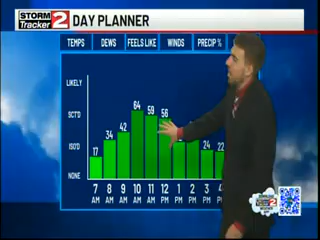 STORM 2 DAY PLANNER
Tracker
TEMPS DEWS FEELS LIKE WINDS PRECIP %
LIKELY
SCT'D
ISO'D
NONE
17 34 42 64 59 56 24 22
7 8 9 10 11 12 1 2 3 4
AM AM AM AM AM PM PM PM PM P